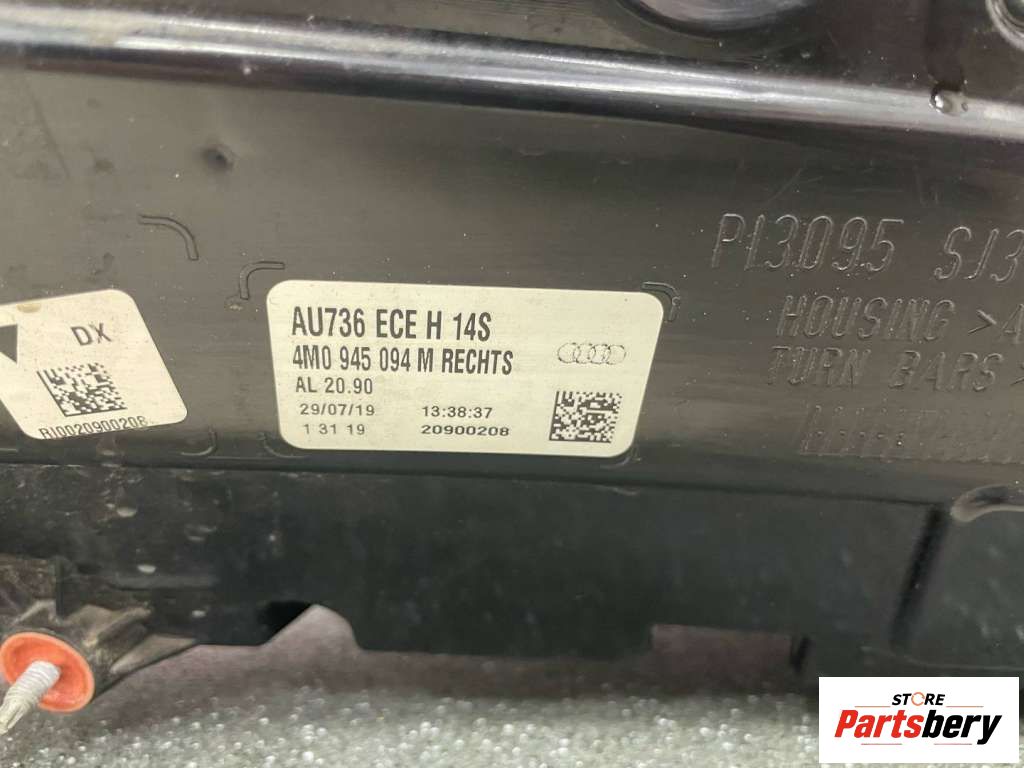 PI3095 SJ3
HOUSING >A
TURN BARS >
DX
RI0020900208
AU736 ECE H 14S
4M0 945 094 M RECHTS
AL 20.90
29/07/19 13:38:37
1 31 19 20900208
STORE
Partsbery